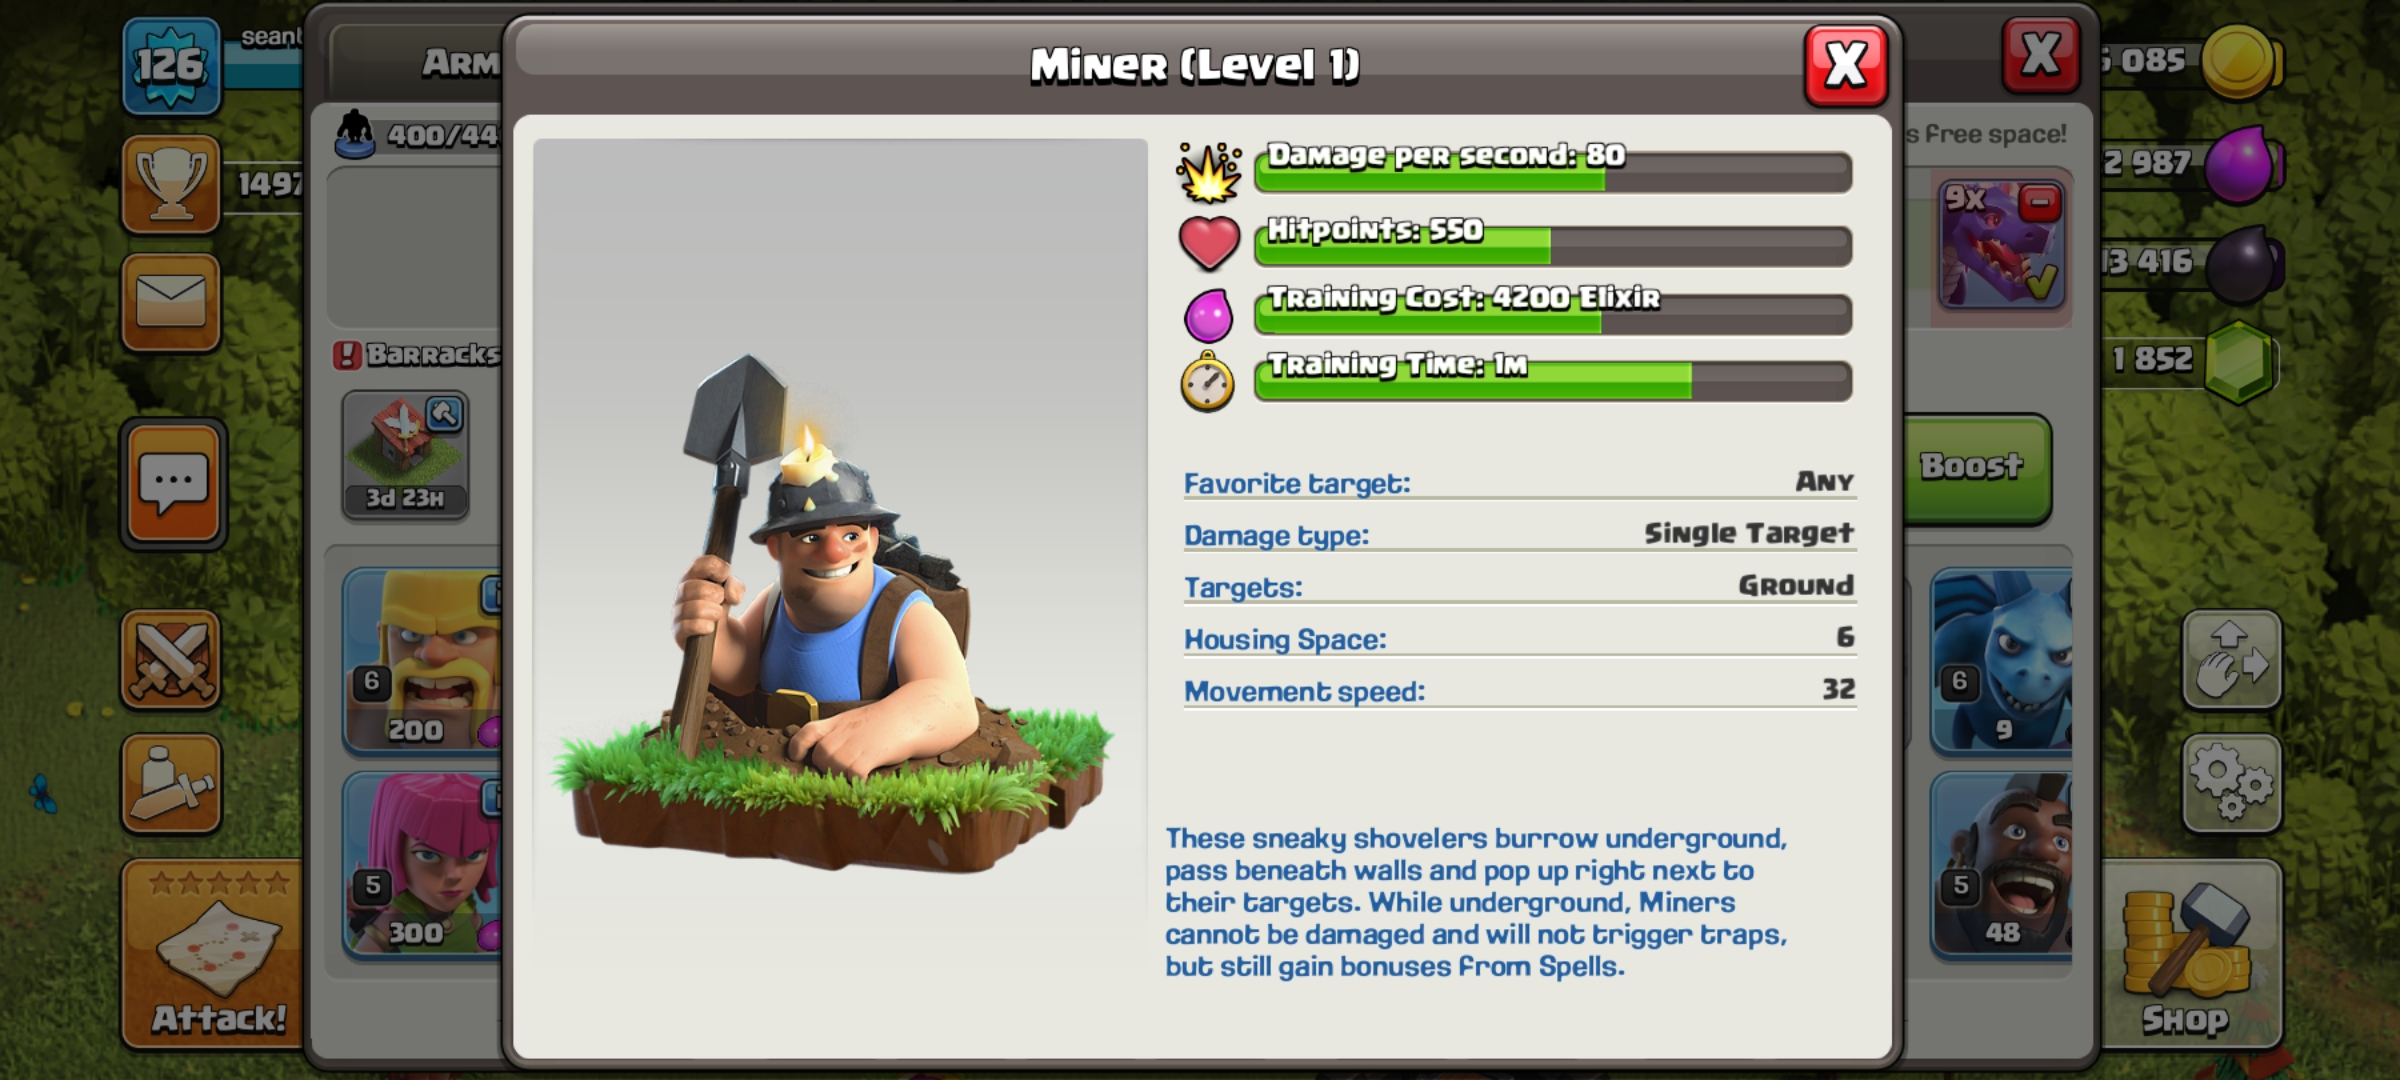 126
1497
Attack!
ARM
400/44
Barracks
3d 23H
6
200
5
300
Miner (Level 1)
X
Damage per second: 80
Hitpoints: 550
Training Cost: 4200 Elixir
Training Time: 1M
Favorite target: Any
Damage type: Single Target
Targets: Ground
Housing Space: 6
Movement speed: 32
These sneaky shovelers burrow underground,
pass beneath walls and pop up right next to
their targets. While underground, Miners
cannot be damaged and will not trigger traps,
but still gain bonuses from Spells.
X
s free space!
9x
Boost
6
9
5
48
085
2 987
13 416
1 852
Shop